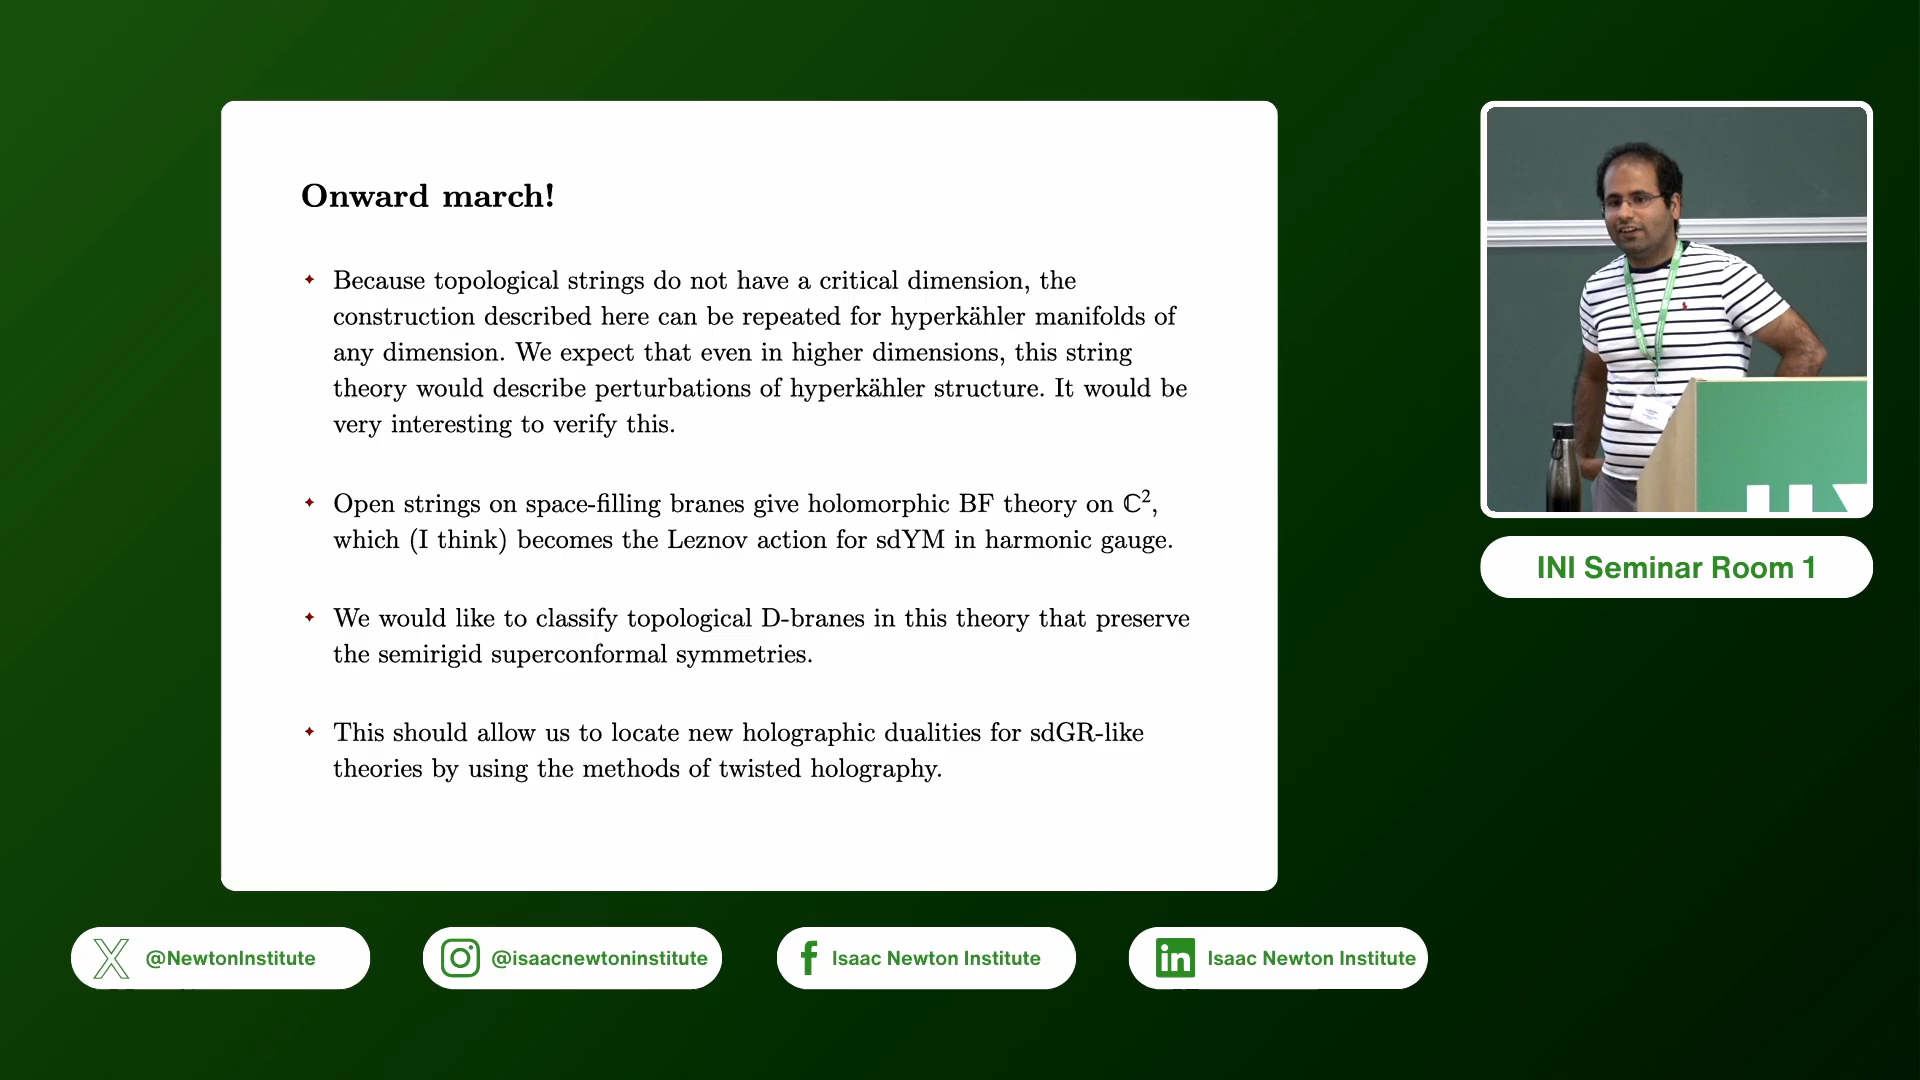 Onward march!
Because topological strings do not have a critical dimension, the
construction described here can be repeated for hyperkähler manifolds of
any dimension. We expect that even in higher dimensions, this string
theory would describe perturbations of hyperkähler structure. It would be
very interesting to verify this.
Open strings on space-filling branes give holomorphic BF theory on ℂ²,
which (I think) becomes the Leznov action for sdYM in harmonic gauge.
We would like to classify topological D-branes in this theory that preserve
the semirigid superconformal symmetries.
This should allow us to locate new holographic dualities for sdGR-like
theories by using the methods of twisted holography.
INI Seminar Room 1
@NewtonInstitute
@isaacnewtoninstitute
Isaac Newton Institute
Isaac Newton Institute